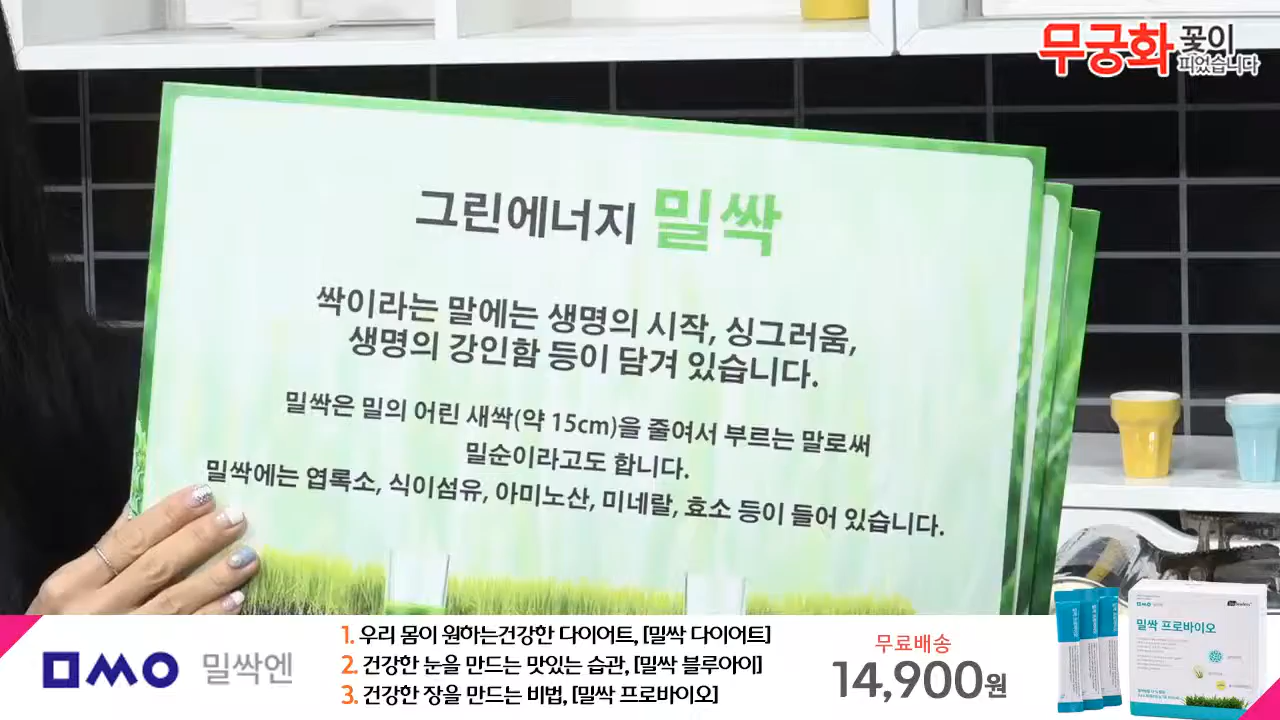 무궁화 꽃이
피었습니다
그린에너지 밀싹
싹이라는 말에는 생명의 시작, 싱그러움,
생명의 강인함 등이 담겨 있습니다.
밀싹은 밀의 어린 새싹(약 15cm)을 줄여서 부르는 말로써
밀순이라고도 합니다.
밀싹에는 엽록소, 식이섬유, 아미노산, 미네랄, 효소 등이 들어 있습니다.
OMO 밀싹엔
1. 우리 몸이 원하는건강한 다이어트, [밀싹 다이어트]
2. 건강한 눈을 만드는 맛있는 습관, [밀싹 블루아이]
3. 건강한 장을 만드는 비법, [밀싹 프로바이오]
무료배송
14,900원
OMO
밀싹 프로바이오